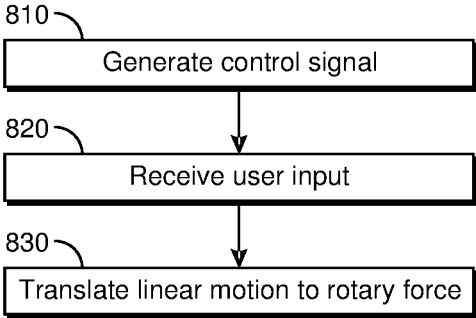 810
Generate control signal
820
Receive user input
830
Translate linear motion to rotary force